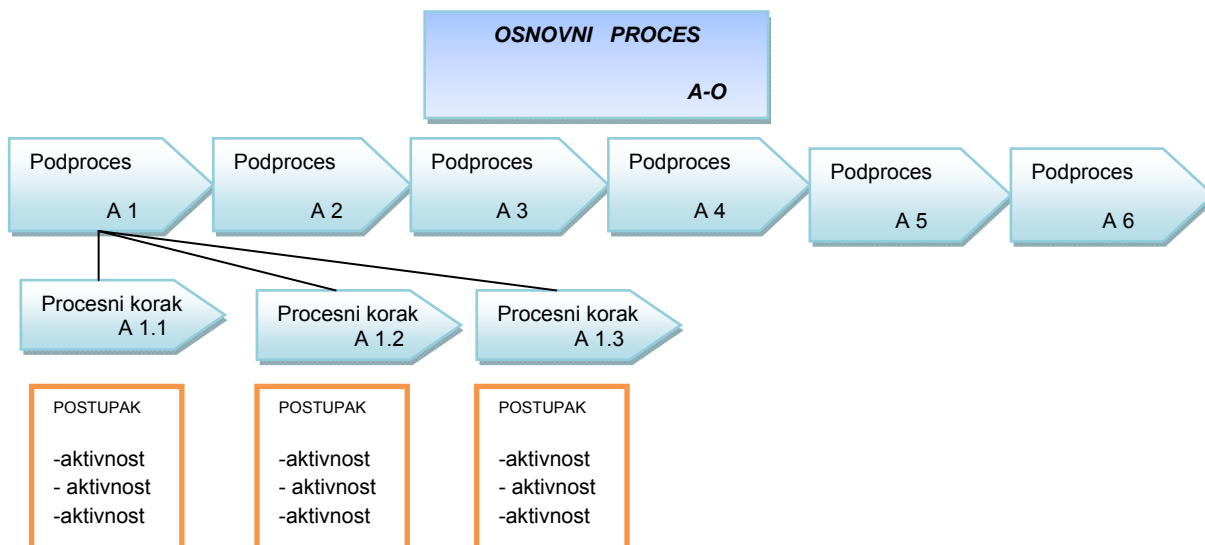 OSNOVNI PROCES
A-O
Podproces
A 1
Podproces
A 2
Podproces
A 3
Podproces
A 4
Podproces
A 5
Podproces
A 6
Procesni korak
A 1.1
Procesni korak
A 1.2
Procesni korak
A 1.3
POSTUPAK
-aktivnost
- aktivnost
-aktivnost
POSTUPAK
-aktivnost
- aktivnost
-aktivnost
POSTUPAK
-aktivnost
- aktivnost
-aktivnost